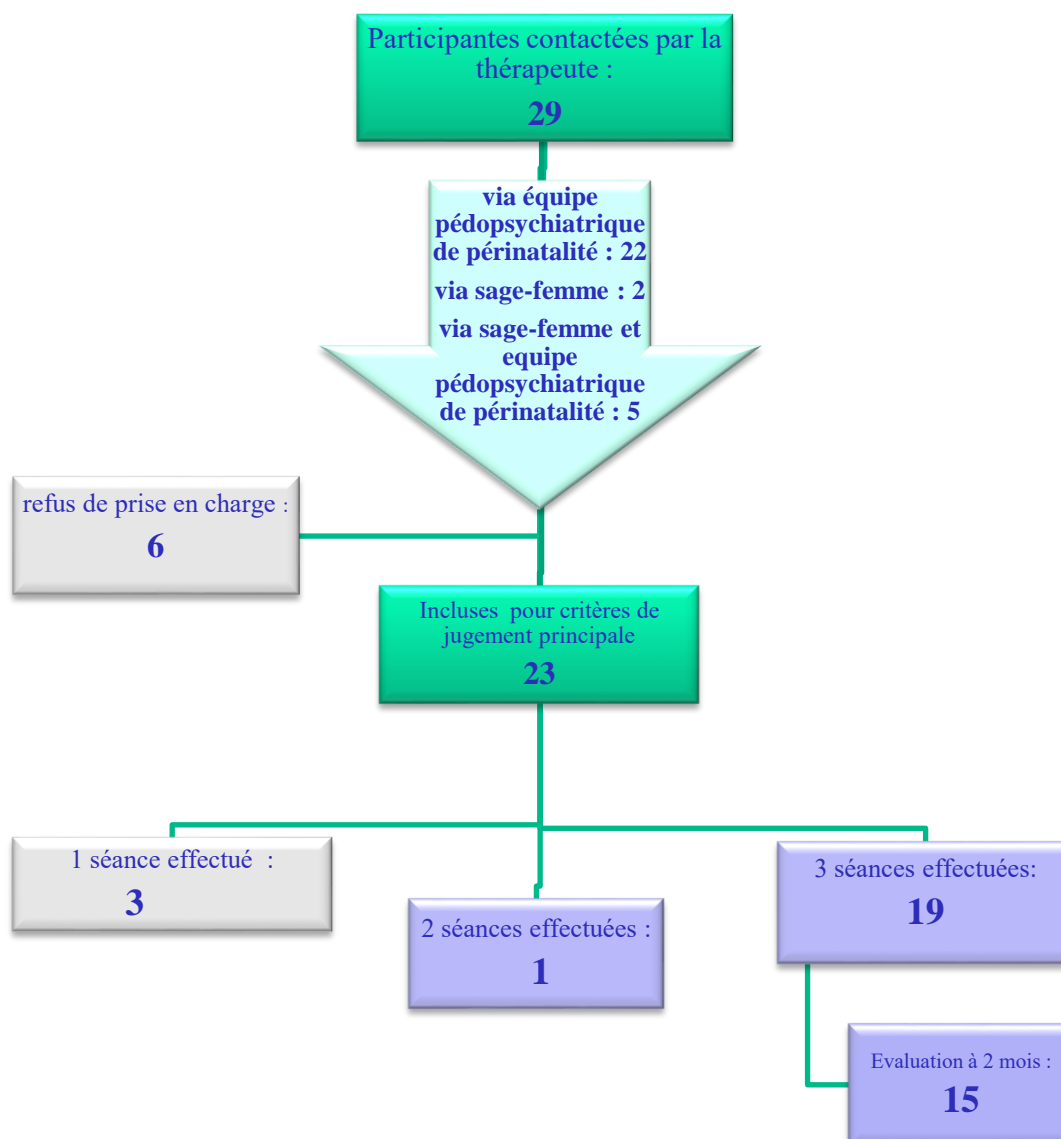 Participantes contactées par la
thérapeute :
29
via équipe
pédopsychiatrique
de périnatalité : 22
via sage-femme : 2
via sage-femme et
equipe
pédopsychiatrique
de périnatalité : 5
refus de prise en charge :
6
Incluses pour critères de
jugement principale
23
1 séance effectué :
3
2 séances effectuées :
1
3 séances effectuées:
19
Evaluation à 2 mois :
15